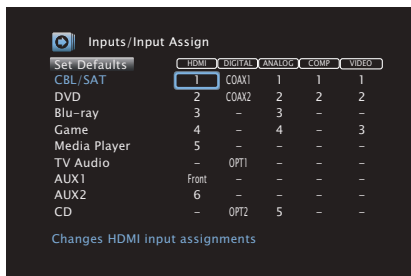 Inputs/Input Assign
Set Defaults HDMI DIGITAL ANALOG COMP VIDEO
CBL/SAT 1 COAX1 1 1 1
DVD 2 COAX2 2 2 2
Blu-ray 3 – 3 – –
Game 4 – 4 – 3
Media Player 5 – – – –
TV Audio – OPT1 – – –
AUX1 Front – – – –
AUX2 6 – – – –
CD – OPT2 5 – –
Changes HDMI input assignments